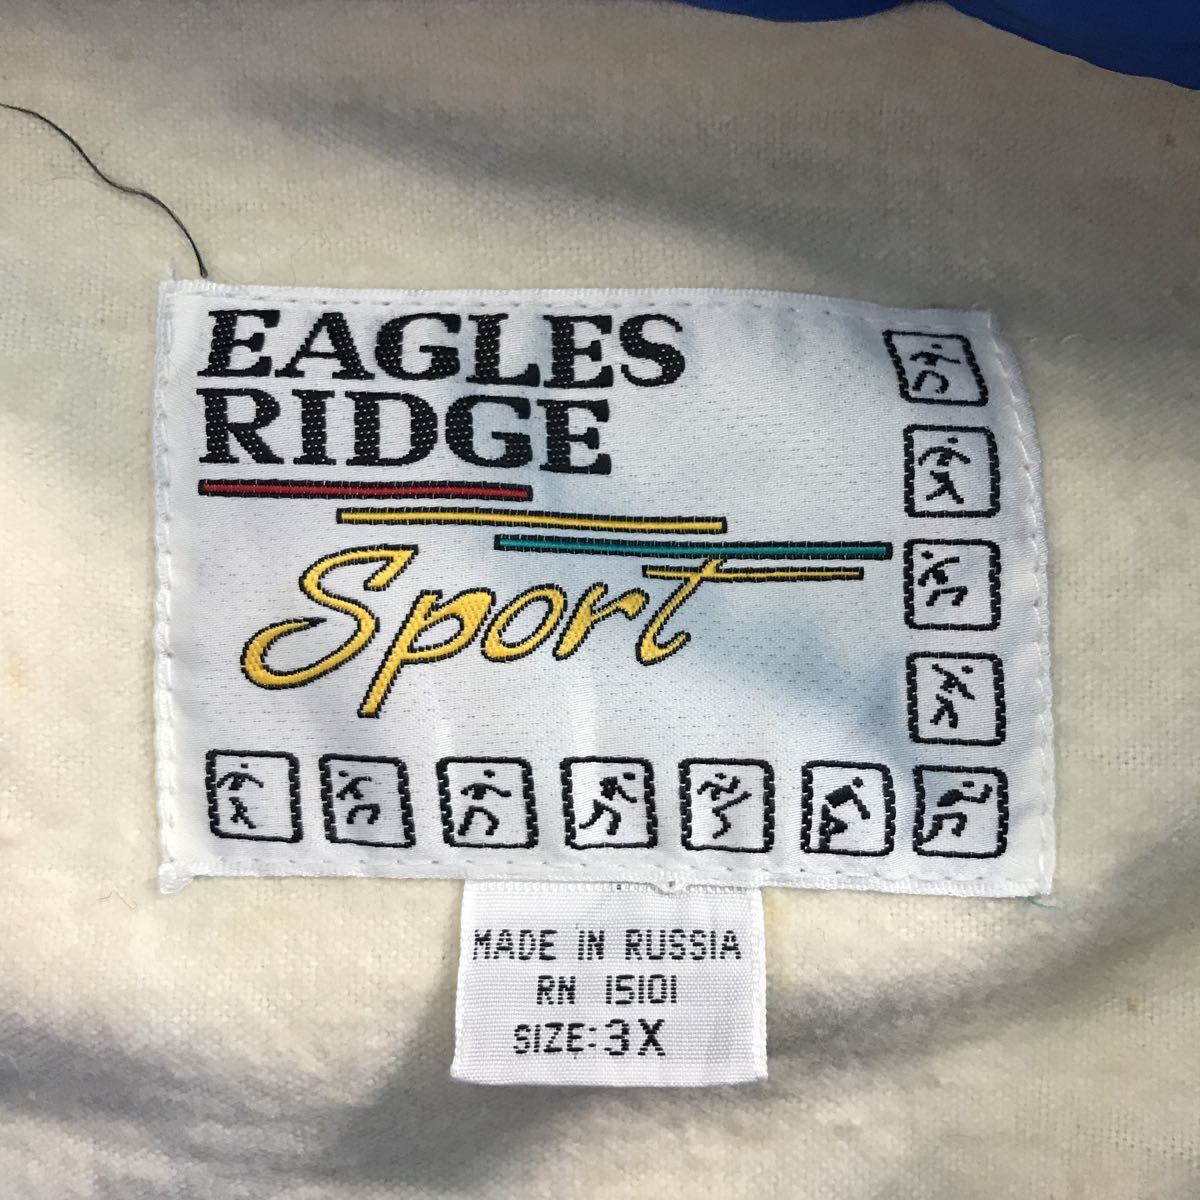 EAGLES
RIDGE
Sport
MADE IN RUSSIA
RN 15101
SIZE: 3X